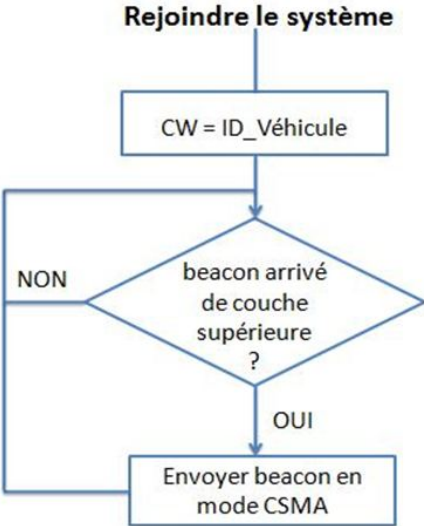 Rejoindre le système
CW = ID_Véhicule
NON
beacon arrivé
de couche
supérieure
?
OUI
Envoyer beacon en
mode CSMA